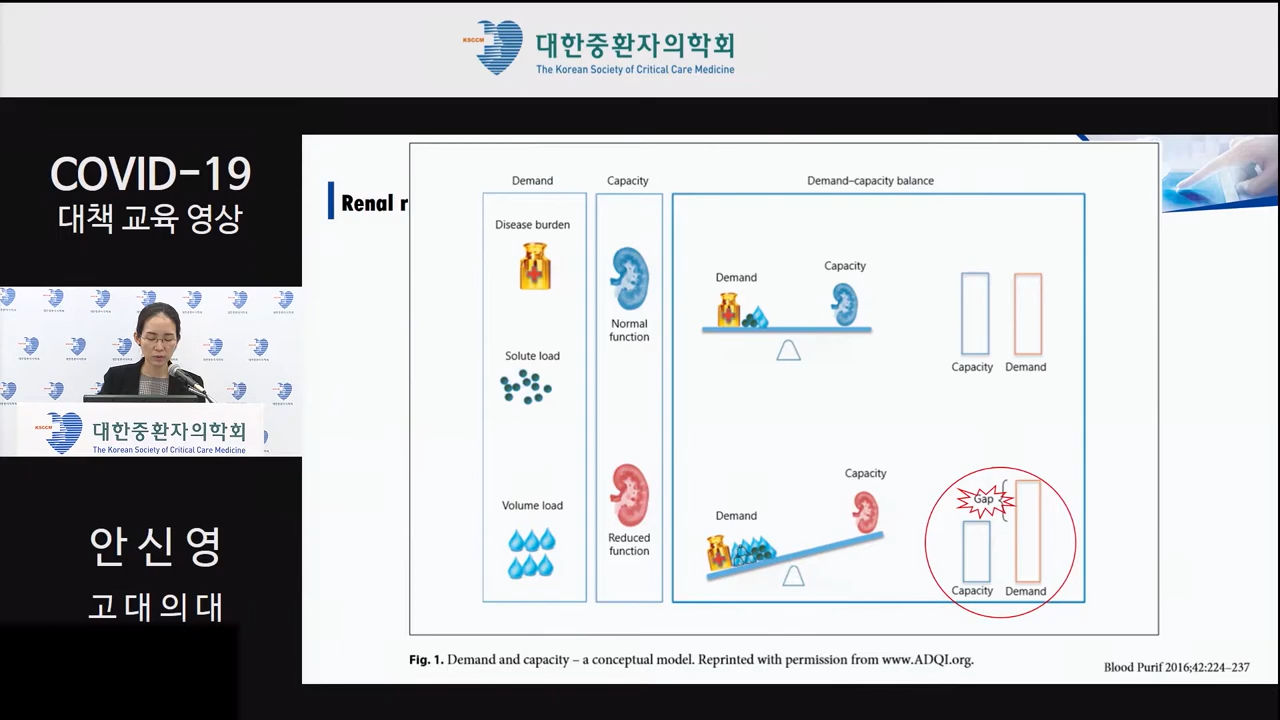 KSCCM
대한중환자의학회
The Korean Society of Critical Care Medicine
COVID-19
대책 교육 영상
KSCCM
대한중환자의학회
The Korean Society of Critical Care Medicine
안신영
고대의대
Renal r
Demand
Capacity
Demand–capacity balance
Disease burden
Normal
function
Solute load
Reduced
function
Volume load
Demand
Capacity
Capacity
Demand
Demand
Capacity
Gap
Capacity
Demand
Fig. 1. Demand and capacity – a conceptual model. Reprinted with permission from www.ADQI.org.
Blood Purif 2016;42:224–237